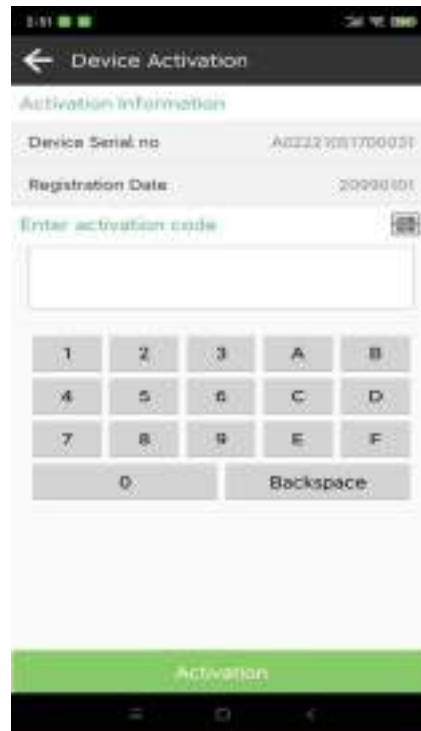 Device Activation
Activation Information
Device Serial no
Registration Date 20990101
Enter activation code
1 2 3 A B
4 5 6 C D
7 8 9 E F
0 Backspace
Activation